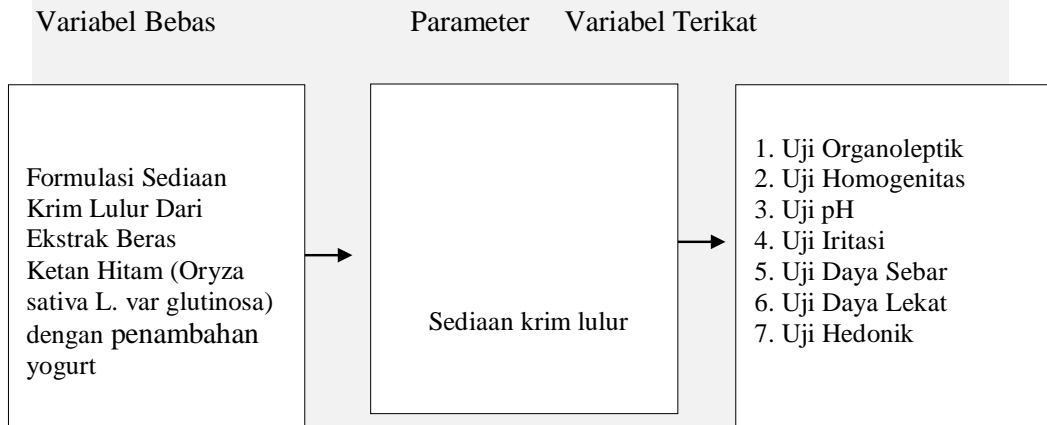 Variabel Bebas Parameter Variabel Terikat
Formulasi Sediaan
Krim Lulur Dari
Ekstrak Beras
Ketan Hitam (Oryza
sativa L. var glutinosa)
dengan penambahan
yogurt
Sediaan krim lulur
1. Uji Organoleptik
2. Uji Homogenitas
3. Uji pH
4. Uji Iritasi
5. Uji Daya Sebar
6. Uji Daya Lekat
7. Uji Hedonik